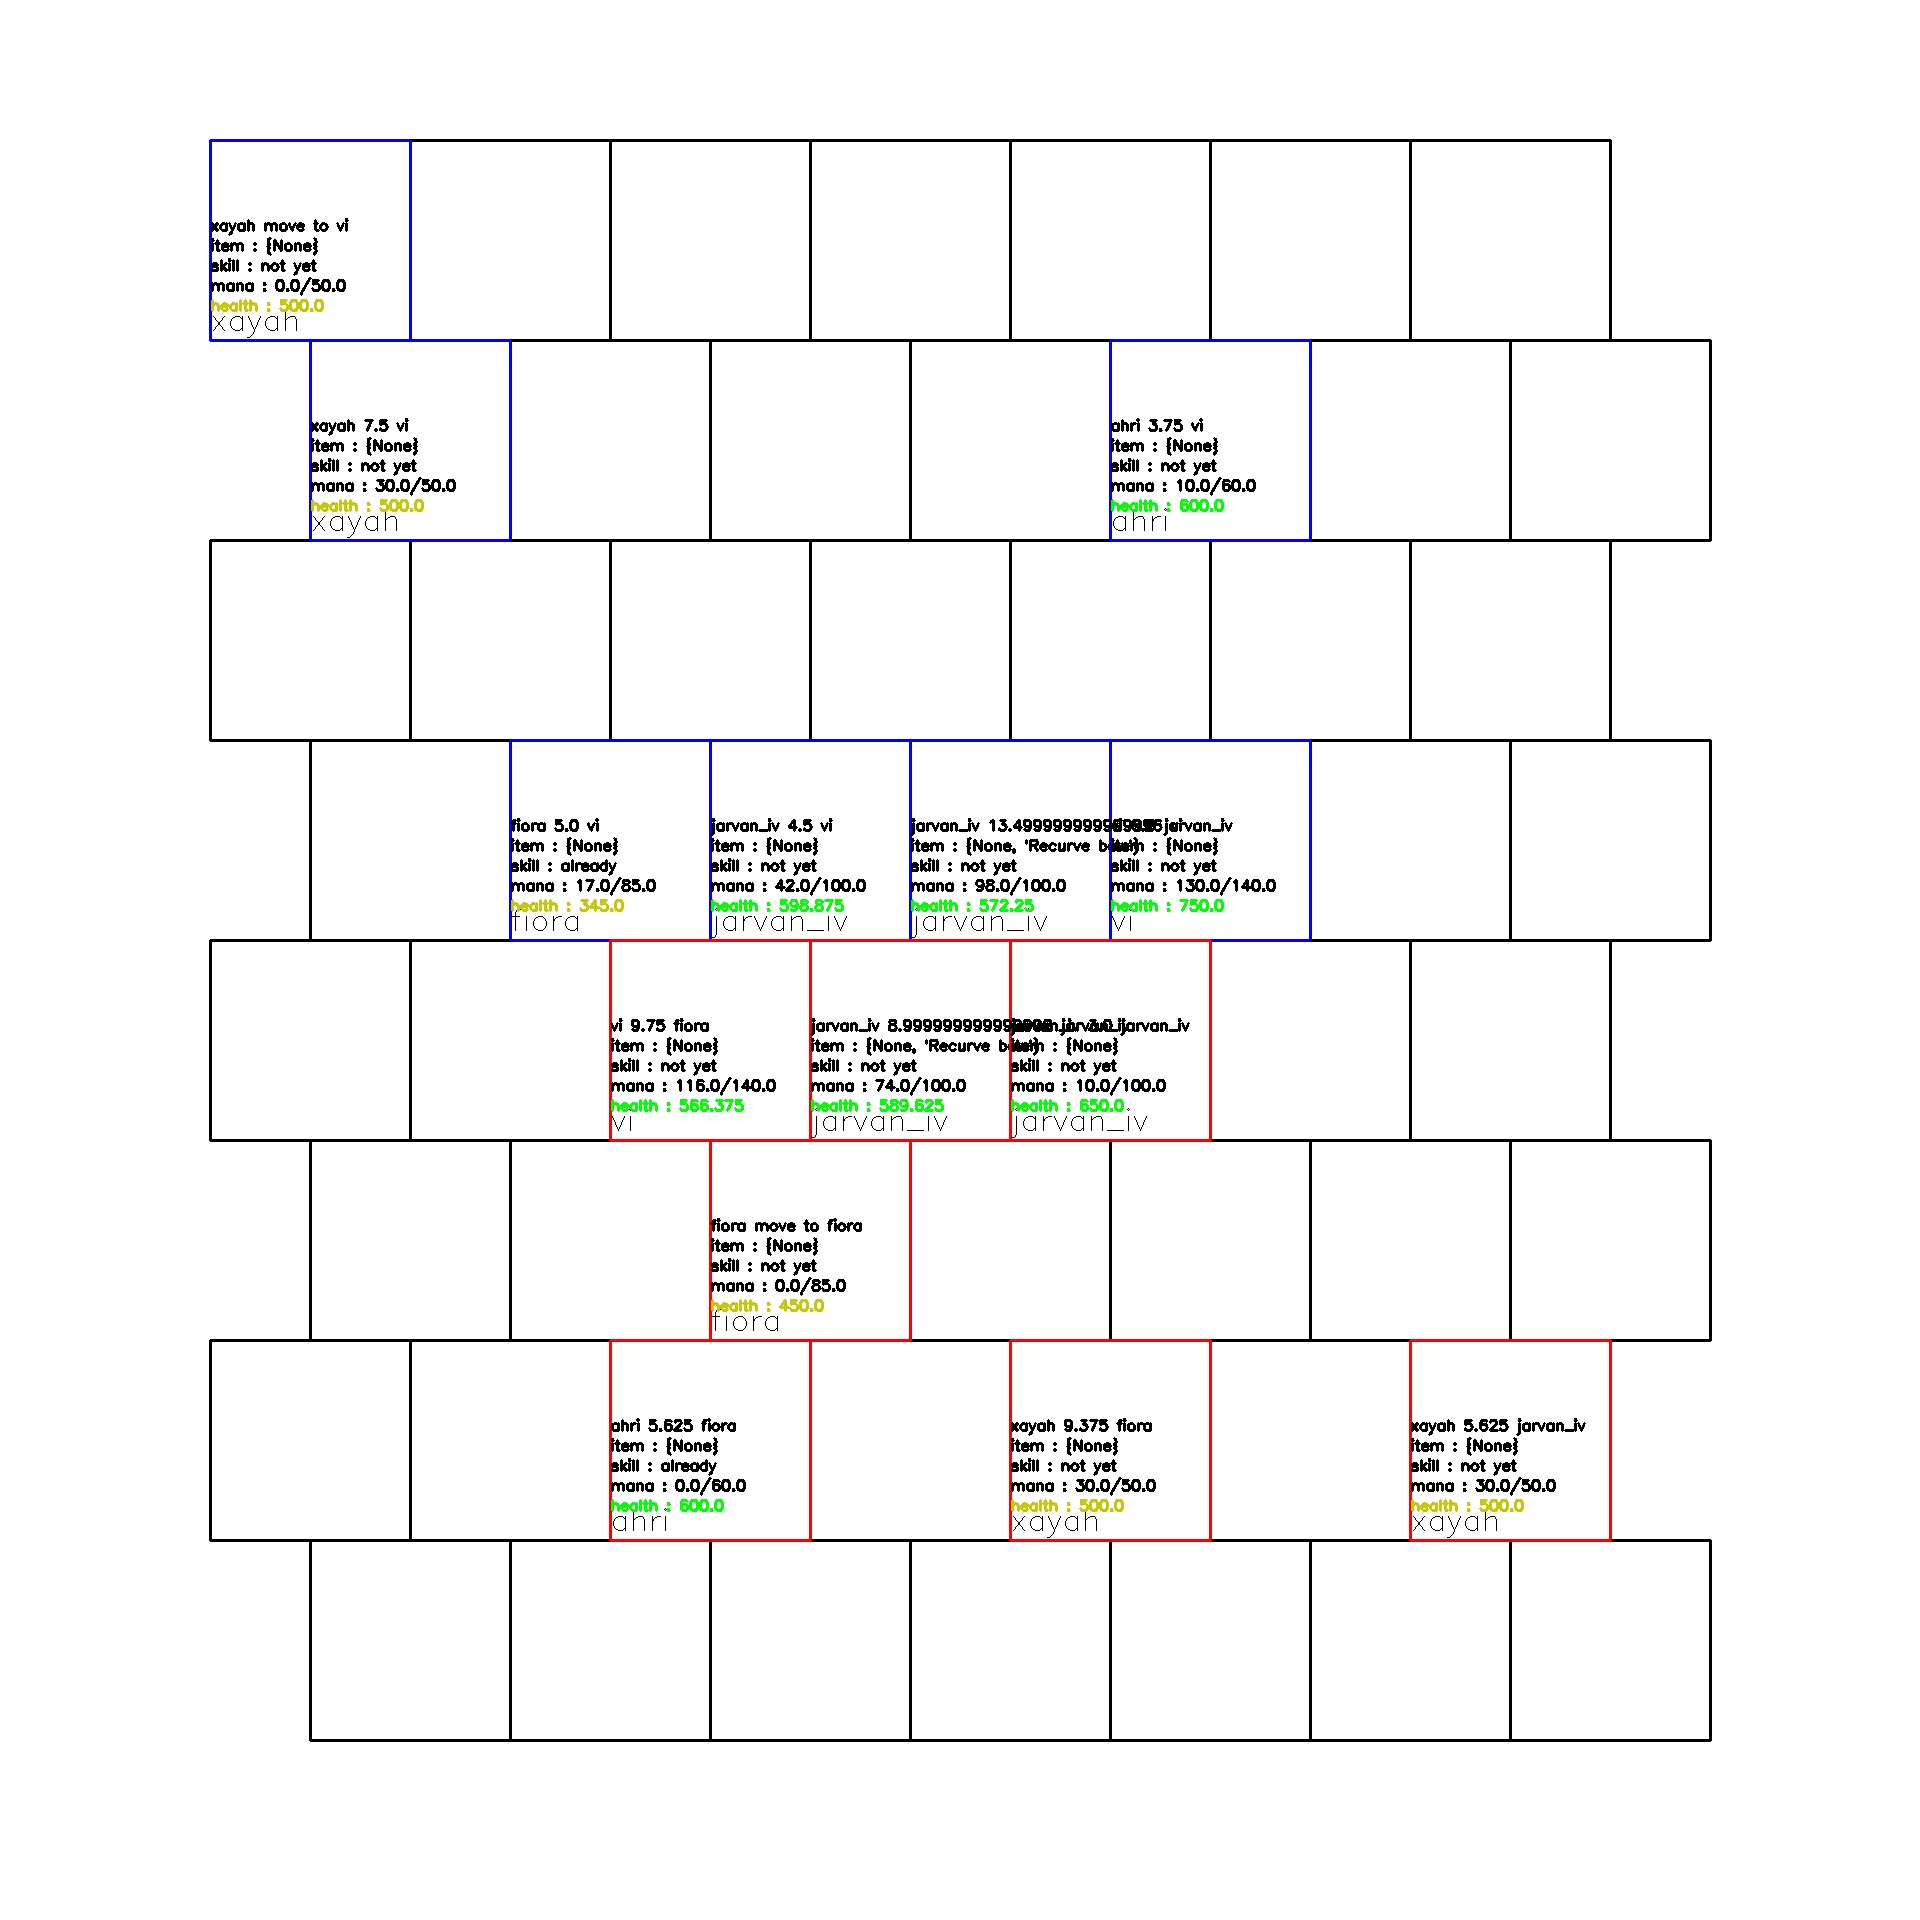 xayah move to vi
item : {None}
skill : not yet
mana : 0.0/50.0
health : 500.0
xayah
xayah 7.5 vi
item : {None}
skill : not yet
mana : 30.0/50.0
health : 500.0
xayah
ahri 3.75 vi
item : {None}
skill : not yet
mana : 10.0/60.0
health : 600.0
ahri
fiora 5.0 vi
item : {None}
skill : already
mana : 17.0/85.0
health : 345.0
fiora
jarvan_iv 4.5 vi
item : {None}
skill : not yet
mana : 42.0/100.0
health : 598.875
jarvan_iv
jarvan_iv
item : {None, 'Recurve
skill : not yet
mana : 98.0/100.0
health : 572.25
jarvan_iv
jarvan_iv
: {None}
skill : not yet
mana : 130.0/140.0
health : 750.0
vi
vi 9.75 fiora
item : {None}
skill : not yet
mana : 116.0/140.0
health : 566.375
vi
jarvan_iv
item : {None, 'Recurve
skill : not yet
mana : 74.0/100.0
health : 589.625
jarvan_iv
jarvan_iv
: {None}
skill : not yet
mana : 10.0/100.0
health : 650.0
jarvan_iv
fiora move to fiora
item : {None}
skill : not yet
mana : 0.0/85.0
health : 450.0
fiora
ahri 5.625 fiora
item : {None}
skill : already
mana : 0.0/60.0
health : 600.0
ahri
xayah 9.375 fiora
item : {None}
skill : not yet
mana : 30.0/50.0
health : 500.0
xayah
xayah 5.625 jarvan_iv
item : {None}
skill : not yet
mana : 30.0/50.0
health : 500.0
xayah